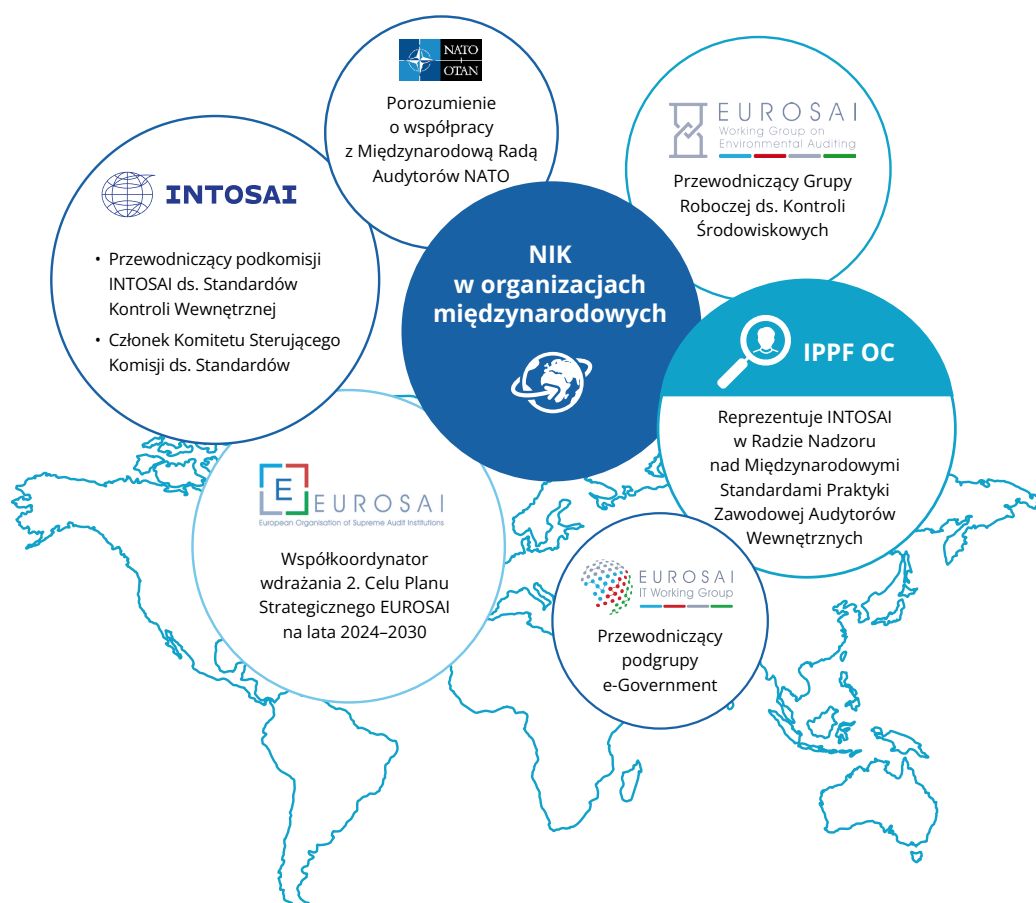 NATO
OTAN
Porozumienie
o współpracy
z Międzynarodową Radą
Audytorów NATO
EUROSAI
Working Group on
Environmental Auditing
Przewodniczący Grupy
Roboczej ds. Kontroli
Środowiskowych
INTOSAI
• Przewodniczący podkomisji
INTOSAI ds. Standardów
Kontroli Wewnętrznej
• Członek Komitetu Sterującego
Komisji ds. Standardów
NIK
w organizacjach
międzynarodowych
IPPF OC
Reprezentuje INTOSAI
w Radzie Nadzoru
nad Międzynarodowymi
Standardami Praktyki
Zawodowej Audytorów
Wewnętrznych
E
EUROSAI
European Organisation of Supreme Audit Institutions
Współkoordynator
wdrażania 2. Celu Planu
Strategicznego EUROSAI
na lata 2024–2030
EUROSAI
IT Working Group
Przewodniczący
podgrupy
e-Government